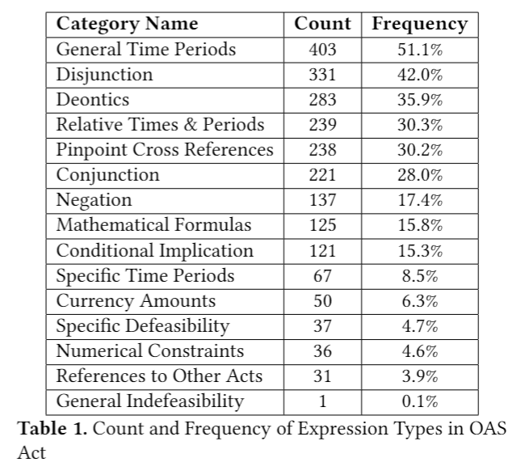 Category Name Count Frequency
General Time Periods 403 51.1%
Disjunction 331 42.0%
Deontics 283 35.9%
Relative Times & Periods 239 30.3%
Pinpoint Cross References 238 30.2%
Conjunction 221 28.0%
Negation 137 17.4%
Mathematical Formulas 125 15.8%
Conditional Implication 121 15.3%
Specific Time Periods 67 8.5%
Currency Amounts 50 6.3%
Specific Defeasibility 37 4.7%
Numerical Constraints 36 4.6%
References to Other Acts 31 3.9%
General Indefeasibility 1 0.1%
Table 1. Count and Frequency of Expression Types in OAS
Act